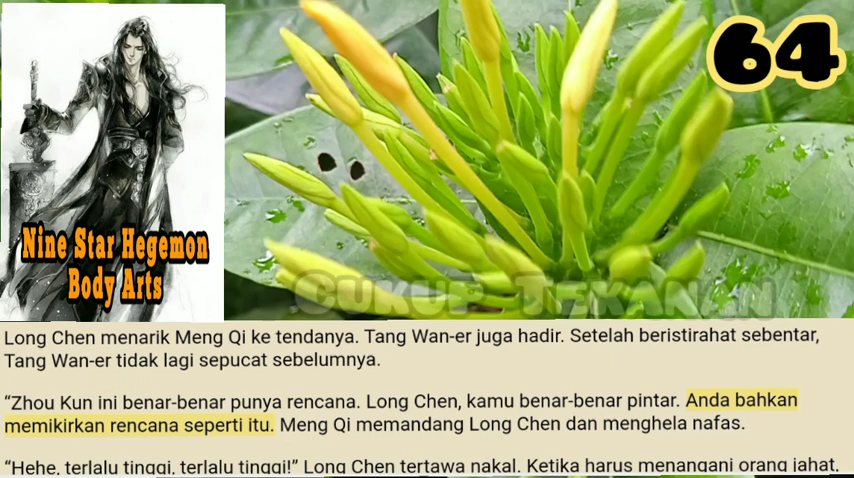 64
Nine Star Hegemon
Body Arts
Cukup Tekanan
Long Chen menarik Meng Qi ke tendanya. Tang Wan-er juga hadir. Setelah beristirahat sebentar,
Tang Wan-er tidak lagi sepucat sebelumnya.
“Zhou Kun ini benar-benar punya rencana. Long Chen, kamu benar-benar pintar. Anda bahkan
memikirkan rencana seperti itu. Meng Qi memandang Long Chen dan menghela nafas.
“Hehe, terlalu tinggi, terlalu tinggi!” Long Chen tertawa nakal. Ketika harus menangani orang jahat,